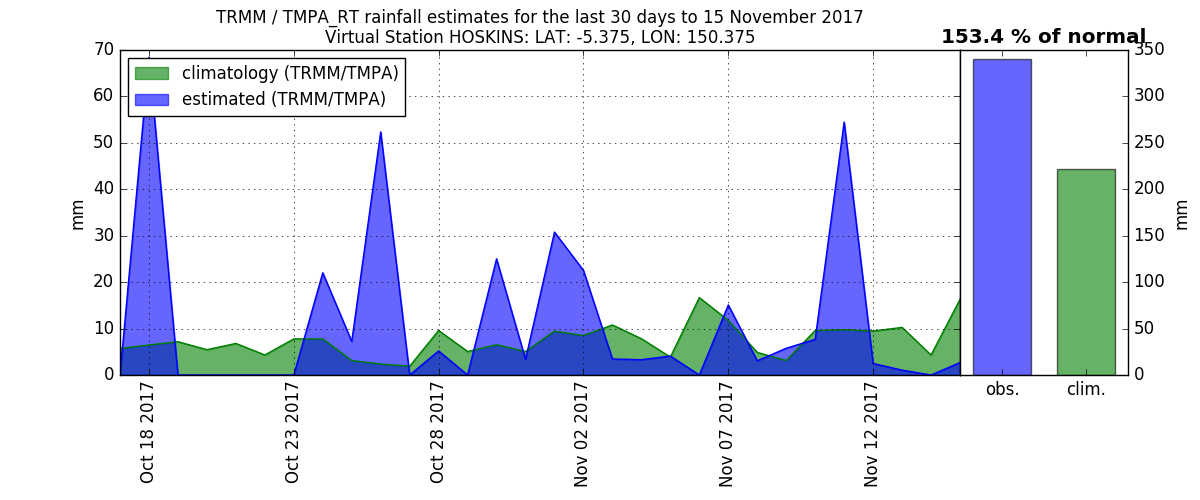 TRMM / TMPA_RT rainfall estimates for the last 30 days to 15 November 2017
Virtual Station HOSKINS: LAT: -5.375, LON: 150.375
153.4 % of normal
climatology (TRMM/TMPA)
estimated (TRMM/TMPA)
70
60
50
40
30
20
10
0
mm
Oct 18 2017
Oct 23 2017
Oct 28 2017
Nov 02 2017
Nov 07 2017
Nov 12 2017
350
300
250
200
150
100
50
0
mm
obs.
clim.